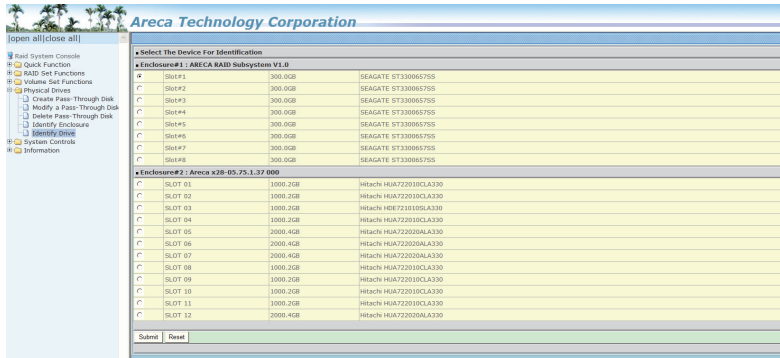 Areca Technology Corporation
|open all|close all|
Raid System Console
Quick Function
RAID Set Functions
Volume Set Functions
Physical Drives
Create Pass-Through Disk
Modify a Pass-Through Disk
Delete Pass-Through Disk
Identify Enclosure
Identify Drive
System Controls
Information
Select The Device For Identification
Enclosure#1 : ARECA RAID Subsystem V1.0
Slot#1 300.0GB SEAGATE ST3300657SS
Slot#2 300.0GB SEAGATE ST3300657SS
Slot#3 300.0GB SEAGATE ST3300657SS
Slot#4 300.0GB SEAGATE ST3300657SS
Slot#5 300.0GB SEAGATE ST3300657SS
Slot#6 300.0GB SEAGATE ST3300657SS
Slot#7 300.0GB SEAGATE ST3300657SS
Slot#8 300.0GB SEAGATE ST3300657SS
Enclosure#2 : Areca x28-05.75.1.37 000
SLOT 01 1000.2GB Hitachi HUA722010CLA330
SLOT 02 1000.2GB Hitachi HUA722010CLA330
SLOT 03 1000.2GB Hitachi HDE721010SLA330
SLOT 04 1000.2GB Hitachi HUA722010CLA330
SLOT 05 2000.4GB Hitachi HUA722020ALA330
SLOT 06 2000.4GB Hitachi HUA722020ALA330
SLOT 07 2000.4GB Hitachi HUA722020ALA330
SLOT 08 1000.2GB Hitachi HUA722010CLA330
SLOT 09 1000.2GB Hitachi HUA722010CLA330
SLOT 10 1000.2GB Hitachi HUA722010CLA330
SLOT 11 1000.2GB Hitachi HUA722010CLA330
SLOT 12 2000.4GB Hitachi HUA722020ALA330
Submit Reset